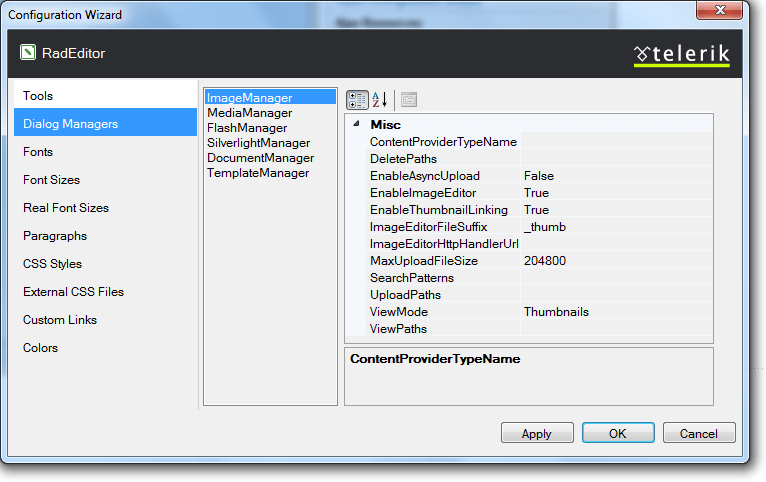 Configuration Wizard
RadEditor
telerik
Tools
Dialog Managers
Fonts
Font Sizes
Real Font Sizes
Paragraphs
CSS Styles
External CSS Files
Custom Links
Colors
ImageManager
MediaManager
FlashManager
SilverlightManager
DocumentManager
TemplateManager
Misc
ContentProviderTypeName
DeletePaths
EnableAsyncUpload False
EnableImageEditor True
EnableThumbnailLinking True
ImageEditorFileSuffix _thumb
ImageEditorHttpHandlerUrl
MaxUploadFileSize 204800
SearchPatterns
UploadPaths
ViewMode Thumbnails
ViewPaths
ContentProviderTypeName
Apply OK Cancel